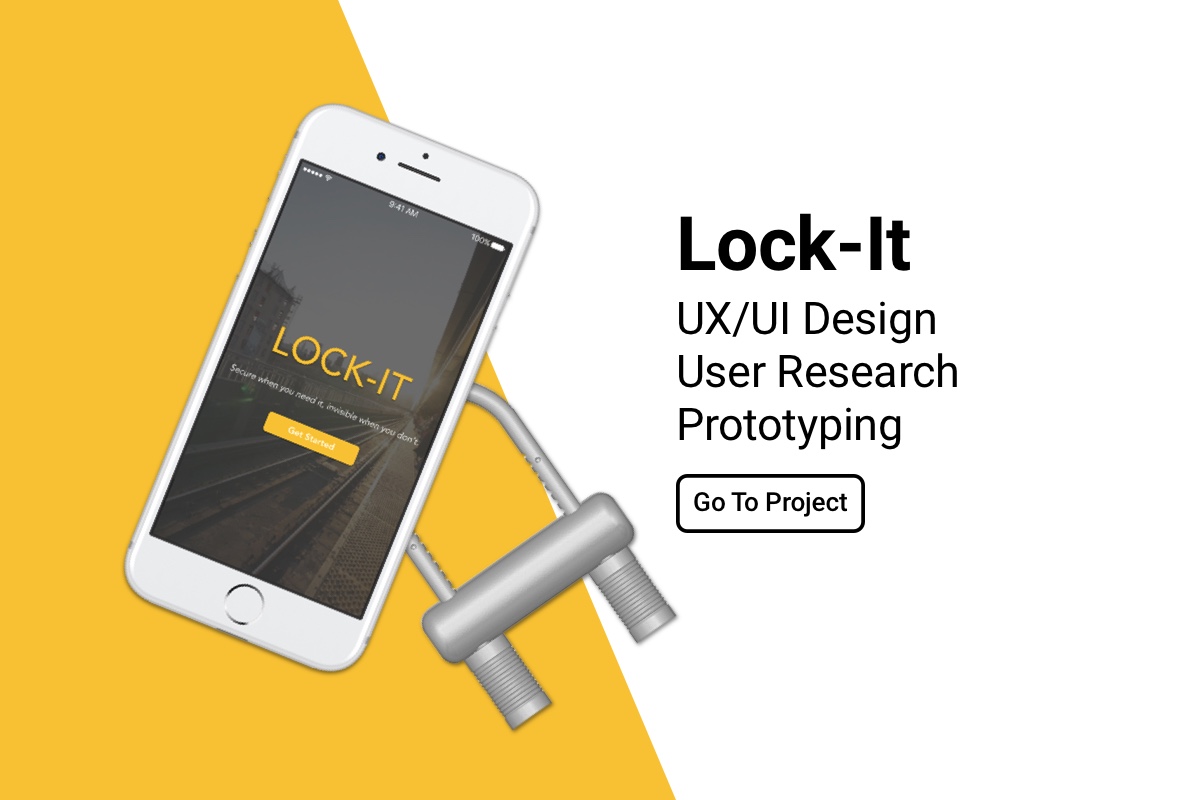 9:41 AM
100%
LOCK-IT
Secure when you need it, invisible when you don't.
Get Started
Lock-It
UX/UI Design
User Research
Prototyping
Go To Project